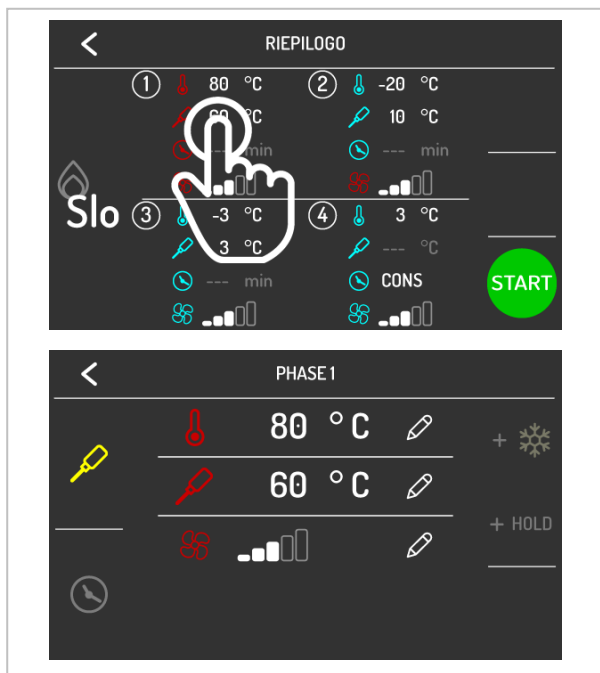 RIEPILOGO
1 80 °C 2 -20 °C
60 °C 10 °C
--- min --- min
Slo
3 -3 °C 4 3 °C
3 °C --- °C
--- min CONS
START
PHASE 1
80 °C
+
60 °C
+ HOLD